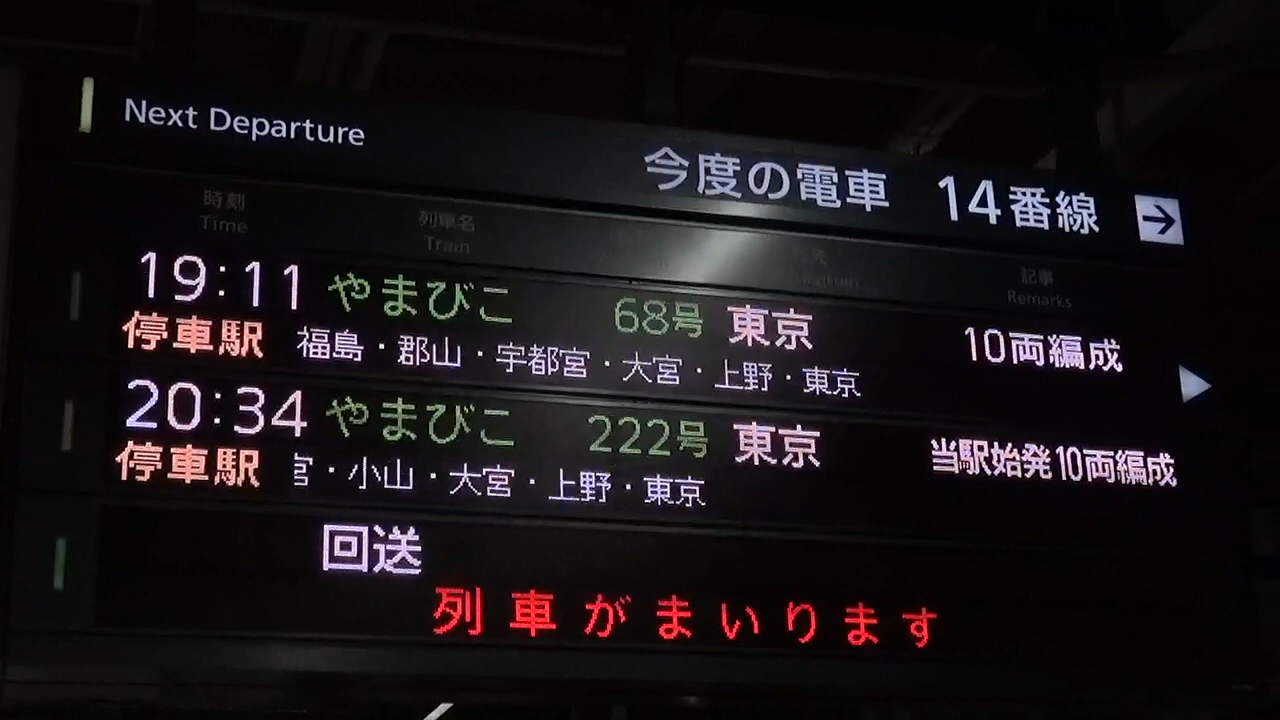 Next Departure
今度の電車 14番線 →
時刻 列車名 記事
Time Train Remarks
19:11 やまびこ 68号 東京 10両編成
停車駅 福島・郡山・宇都宮・大宮・上野・東京
20:34 やまびこ 222号 東京 当駅始発10両編成
停車駅 宮・小山・大宮・上野・東京
回送
列車がまいります